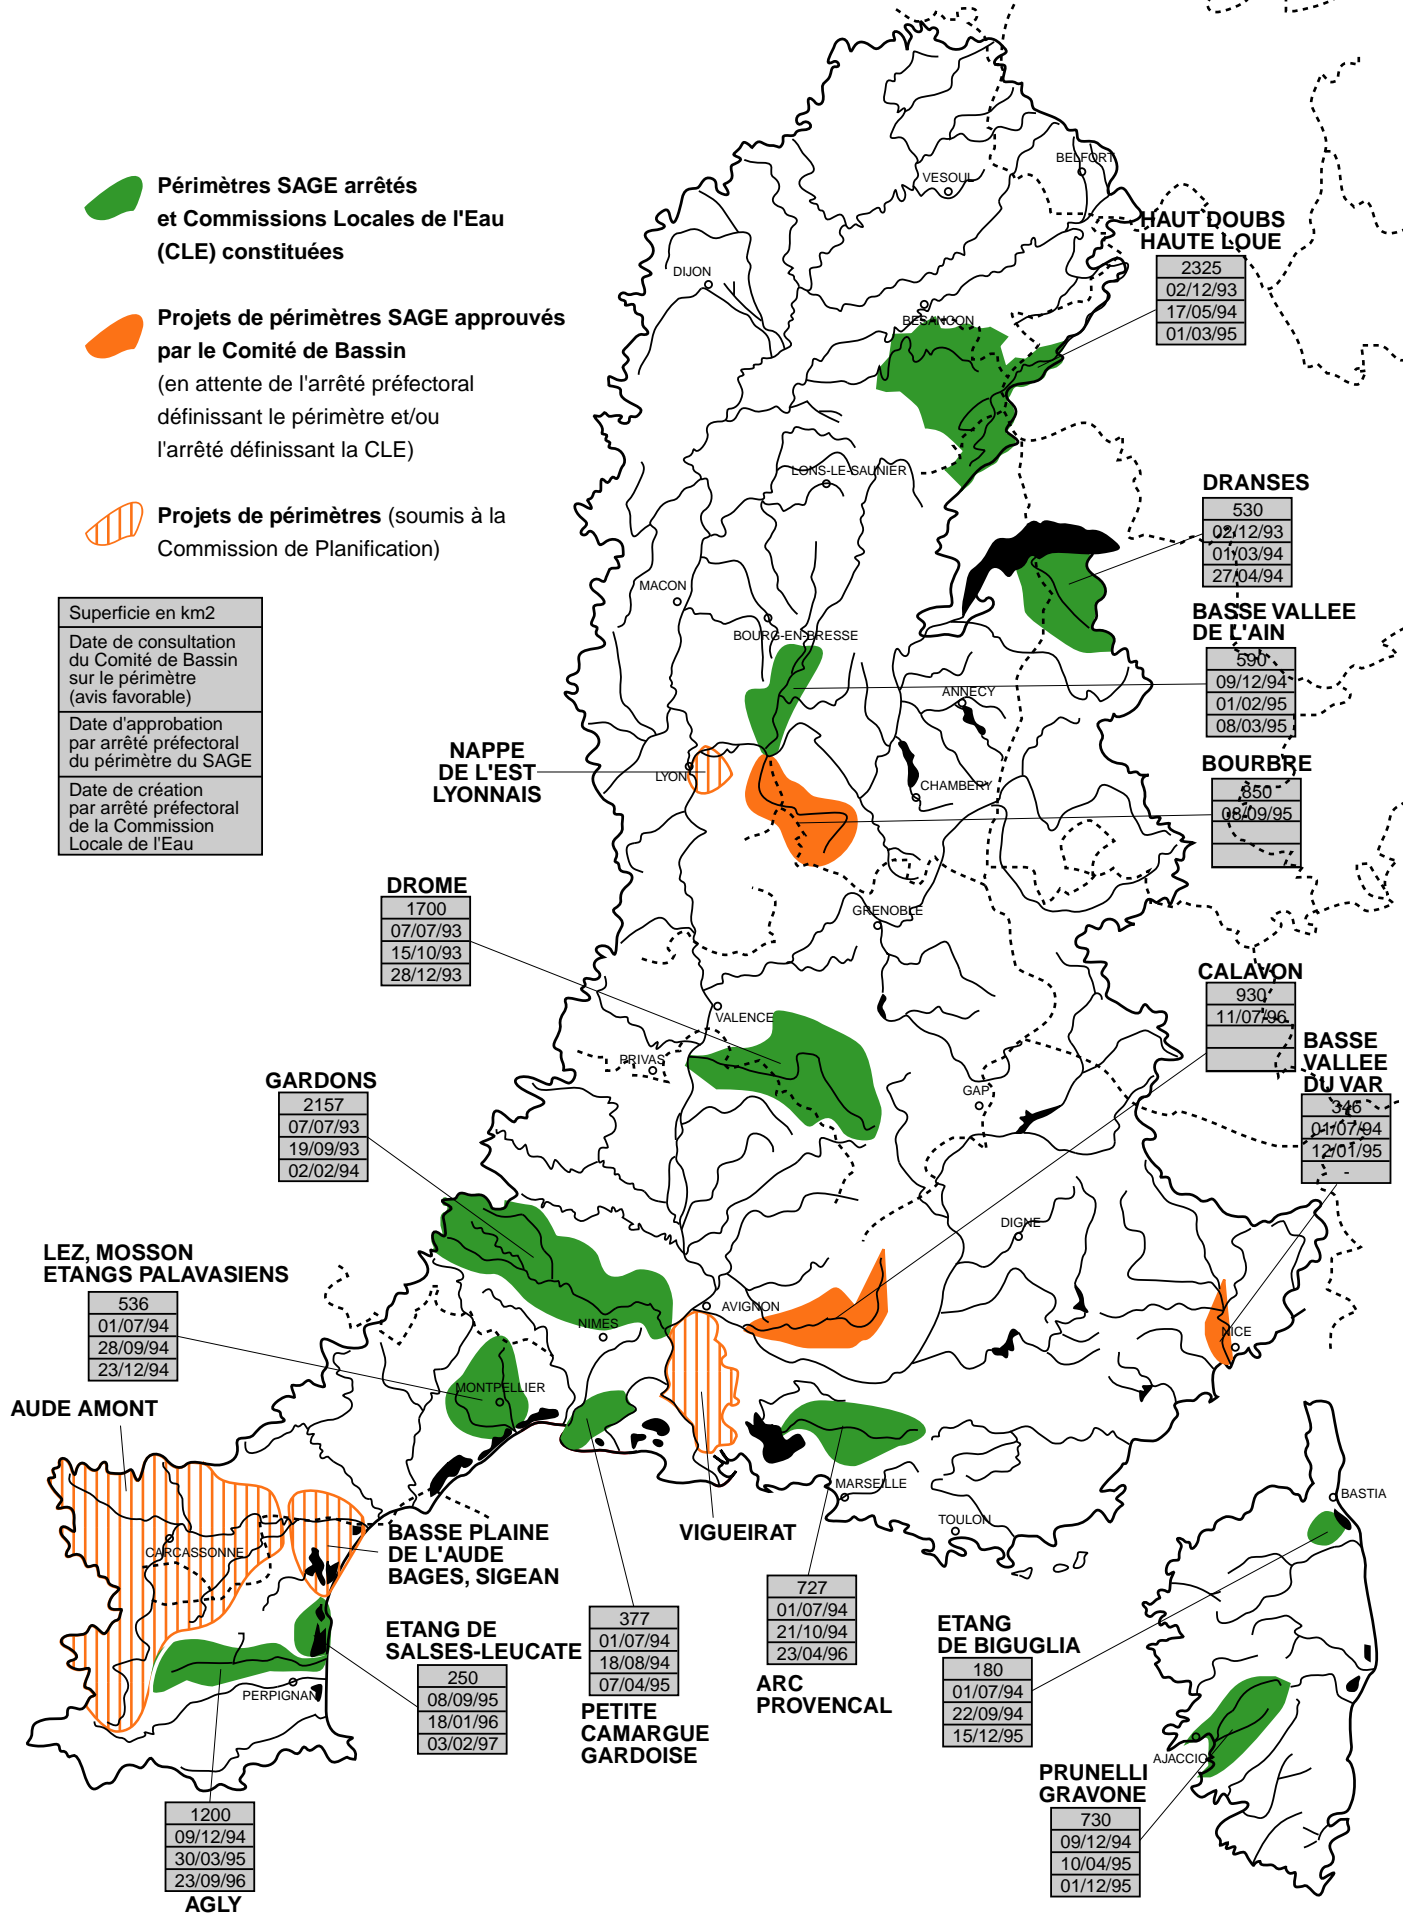 Périmètres SAGE arrêtés
et Commissions Locales de l'Eau
(CLE) constituées
Projets de périmètres SAGE approuvés
par le Comité de Bassin
(en attente de l'arrêté préfectoral
définissant le périmètre et/ou
l'arrêté définissant la CLE)
Projets de périmètres (soumis à la
Commission de Planification)
Superficie en km2
Date de consultation
du Comité de Bassin
sur le périmètre
(avis favorable)
Date d'approbation
par arrêté préfectoral
du périmètre du SAGE
Date de création
par arrêté préfectoral
de la Commission
Locale de l'Eau
BELFORT
VESOUL
HAUT DOUBS
HAUTE LOUE
2325
02/12/93
17/05/94
01/03/95
DIJON
BESANCON
LONS-LE-SAUNIER
DRANSES
530
02/12/93
01/03/94
27/04/94
MACON
BOURG-EN-BRESSE
BASSE VALLEE
DE L'AIN
590
09/12/94
01/02/95
08/03/95
ANNECY
NAPPE
DE L'EST
LYONNAIS
LYON
CHAMBERY
BOURBRE
850
08/09/95
DROME
1700
07/07/93
15/10/93
28/12/93
GRENOBLE
VALENCE
PRIVAS
CALAVON
930
11/07/96
BASSE
VALLEE
DU VAR
346
01/07/94
12/01/95
-
GAP
GARDONS
2157
07/07/93
19/09/93
02/02/94
DIGNE
LEZ, MOSSON
ETANGS PALAVASIENS
536
01/07/94
28/09/94
23/12/94
AVIGNON
NIMES
NICE
MONTPELLIER
AUDE AMONT
MARSEILLE
TOULON
BASTIA
CARCASSONNE
BASSE PLAINE
DE L'AUDE
BAGES, SIGEAN
VIGUEIRAT
ETANG DE
SALSES-LEUCATE
250
08/09/95
18/01/96
03/02/97
377
01/07/94
18/08/94
07/04/95
PETITE
CAMARGUE
GARDOISE
727
01/07/94
21/10/94
23/04/96
ARC
PROVENCAL
ETANG
DE BIGUGLIA
180
01/07/94
22/09/94
15/12/95
PERPIGNAN
AJACCIO
PRUNELLI
GRAVONE
730
09/12/94
10/04/95
01/12/95
1200
09/12/94
30/03/95
23/09/96
AGLY